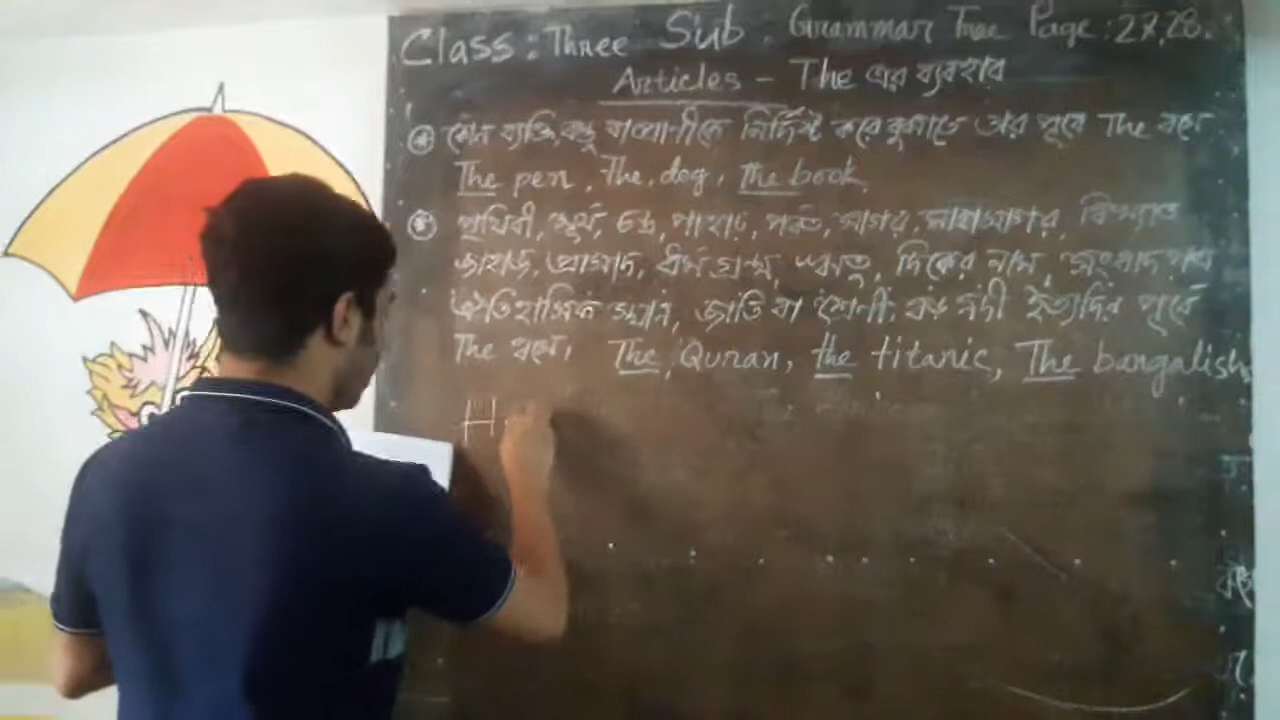 Class : Three Sub : Grammar Tree Page : 27,28.
Articles - The এর ব্যবহার
কোন ব্যক্তি, বস্তু বা প্রাণীকে নির্দিষ্ট করে বুঝাতে তার পূর্বে The বসে
The pen, The dog, The book
পৃথিবী, সূর্য, চন্দ্র, পাহাড়, পর্বত, সাগর, মহাসাগর, বিখ্যাত
জাহাজ, প্রাসাদ, ধর্মগ্রন্থ, ঋতু, দিকের নাম, সংবাদপত্র
ঐতিহাসিক স্থান, জাতি বা শ্রেণী, বড় নদী ইত্যাদির পূর্বে
The বসে। The Quran, the titanic, The bangalish
H.